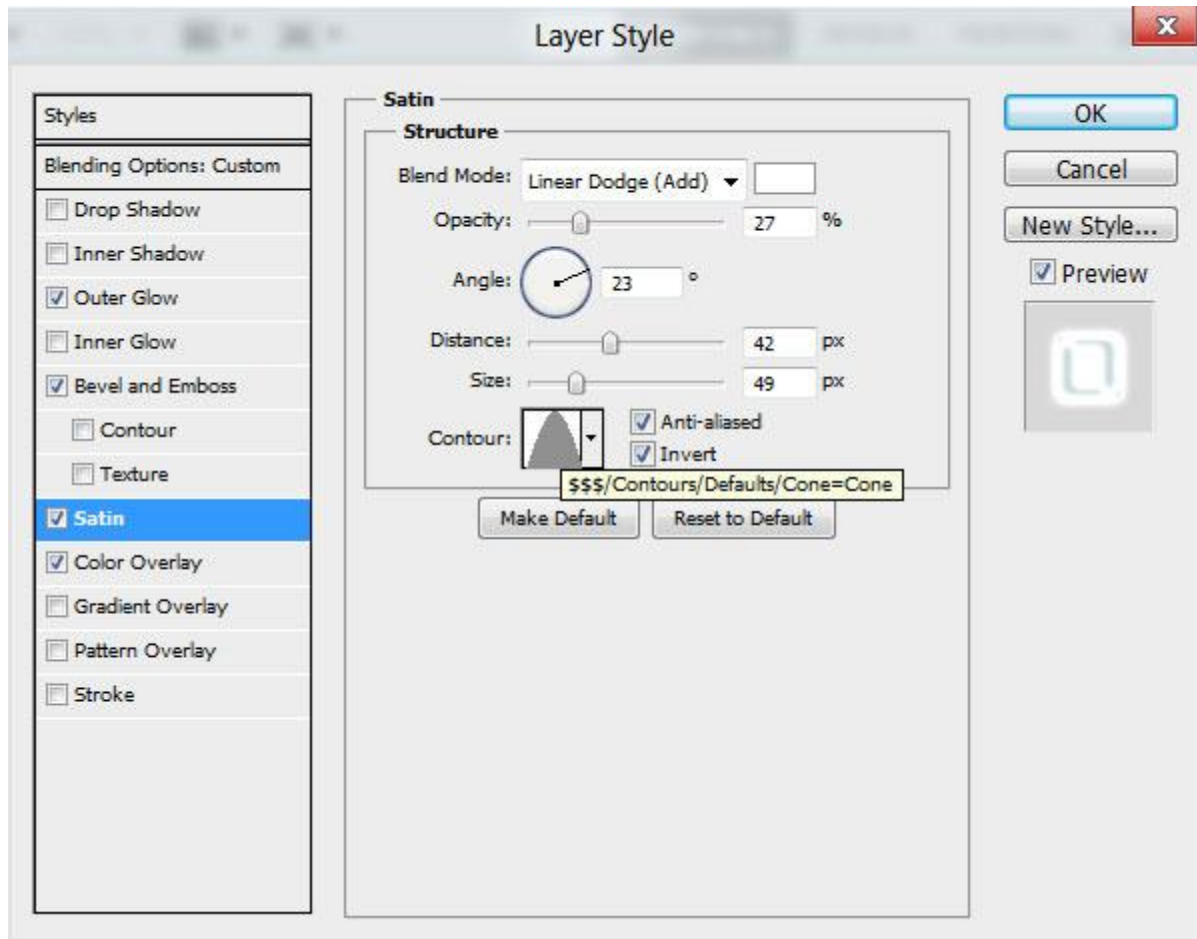 Layer Style
Styles
Blending Options: Custom
Drop Shadow
Inner Shadow
Outer Glow
Inner Glow
Bevel and Emboss
Contour
Texture
Satin
Color Overlay
Gradient Overlay
Pattern Overlay
Stroke
Satin
Structure
Blend Mode: Linear Dodge (Add)
Opacity: 27 %
Angle: 23 °
Distance: 42 px
Size: 49 px
Contour: Anti-aliased
Invert
$$$/Contours/Defaults/Cone=Cone
Make Default Reset to Default
OK
Cancel
New Style...
Preview